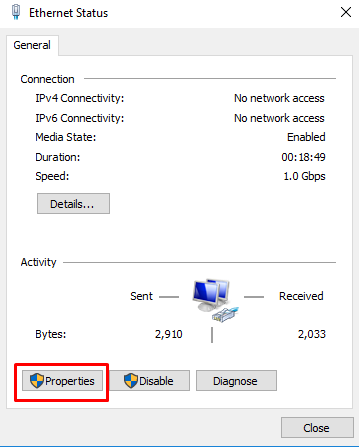 Ethernet Status
General
Connection
IPv4 Connectivity: No network access
IPv6 Connectivity: No network access
Media State: Enabled
Duration: 00:18:49
Speed: 1.0 Gbps
Details...
Activity
Sent Received
Bytes: 2,910 2,033
Properties Disable Diagnose
Close